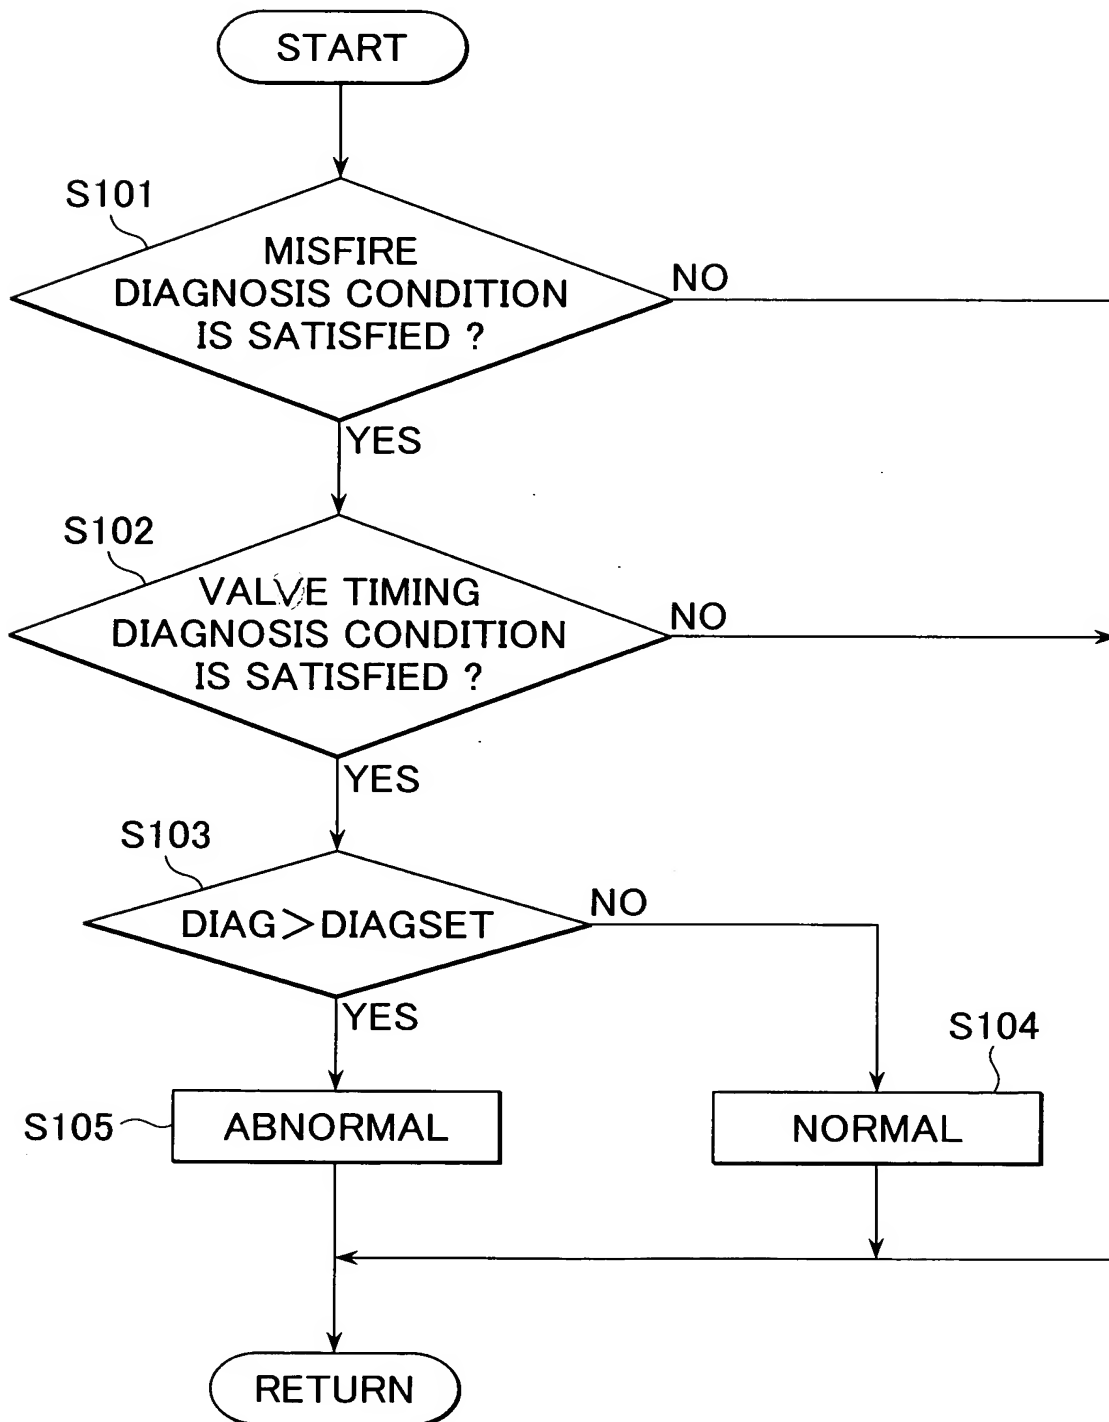 START
S101
MISFIRE
DIAGNOSIS CONDITION
IS SATISFIED ?
NO
YES
S102
VALVE TIMING
DIAGNOSIS CONDITION
IS SATISFIED ?
NO
YES
S103
DIAG>DIAGSET
NO
YES
S104
S105
ABNORMAL
NORMAL
RETURN